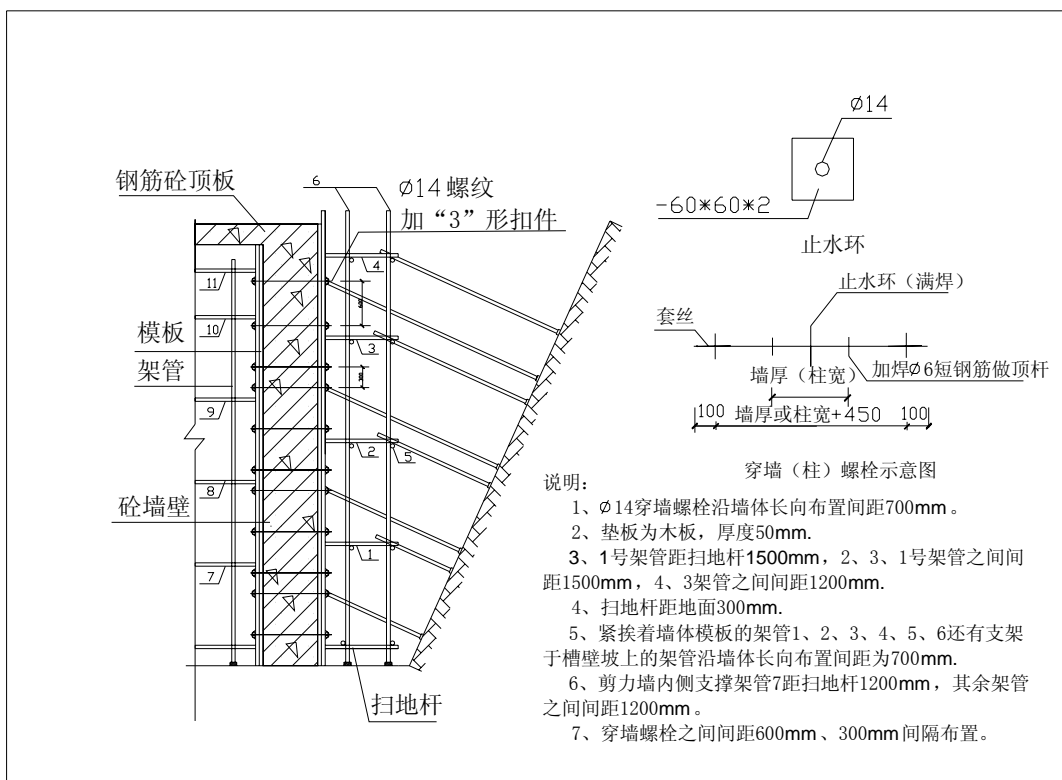 钢筋砼顶板
6
Ø14螺纹
加“3”形扣件
模板
架管
砼墙壁
扫地杆
11
10
9
8
7
4
3
2
5
1
600
300
Ø14
-60*60*2
止水环
止水环（满焊）
套丝
墙厚（柱宽）
加焊Ø6短钢筋做顶杆
100
墙厚或柱宽+450
100
穿墙（柱）螺栓示意图
说明：
1、Ø14穿墙螺栓沿墙体长向布置间距700mm。
2、垫板为木板，厚度50mm.
3、1号架管距扫地杆1500mm，2、3、1号架管之间间
距1500mm，4、3架管之间间距1200mm.
4、扫地杆距地面300mm.
5、紧挨着墙体模板的架管1、2、3、4、5、6还有支架
于槽壁坡上的架管沿墙体长向布置间距为700mm.
6、剪力墙内侧支撑架管7距扫地杆1200mm，其余架管
之间间距1200mm。
7、穿墙螺栓之间间距600mm、300mm间隔布置。